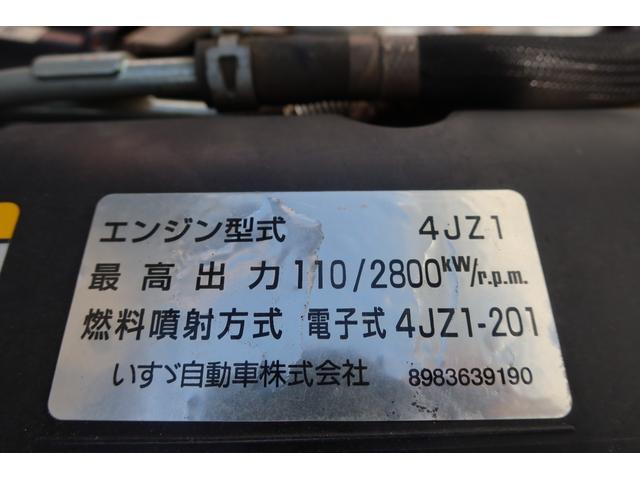 エンジン型式 4JZ1
最高出力 110/2800kW/r.p.m.
燃料噴射方式 電子式 4JZ1-201
いすゞ自動車株式会社 8983639190